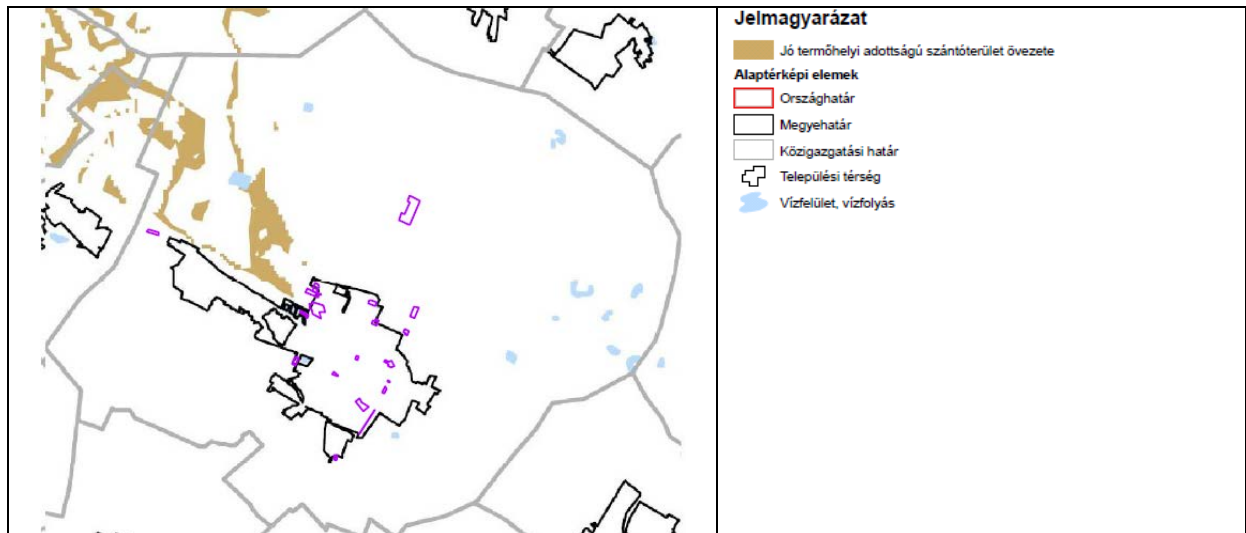 Jelmagyarázat
Jó termőhelyi adottságú szántóterület övezete
Alaptérképi elemek
Országhatár
Megyehatár
Közigazgatási határ
Települési térség
Vízfelület, vízfolyás